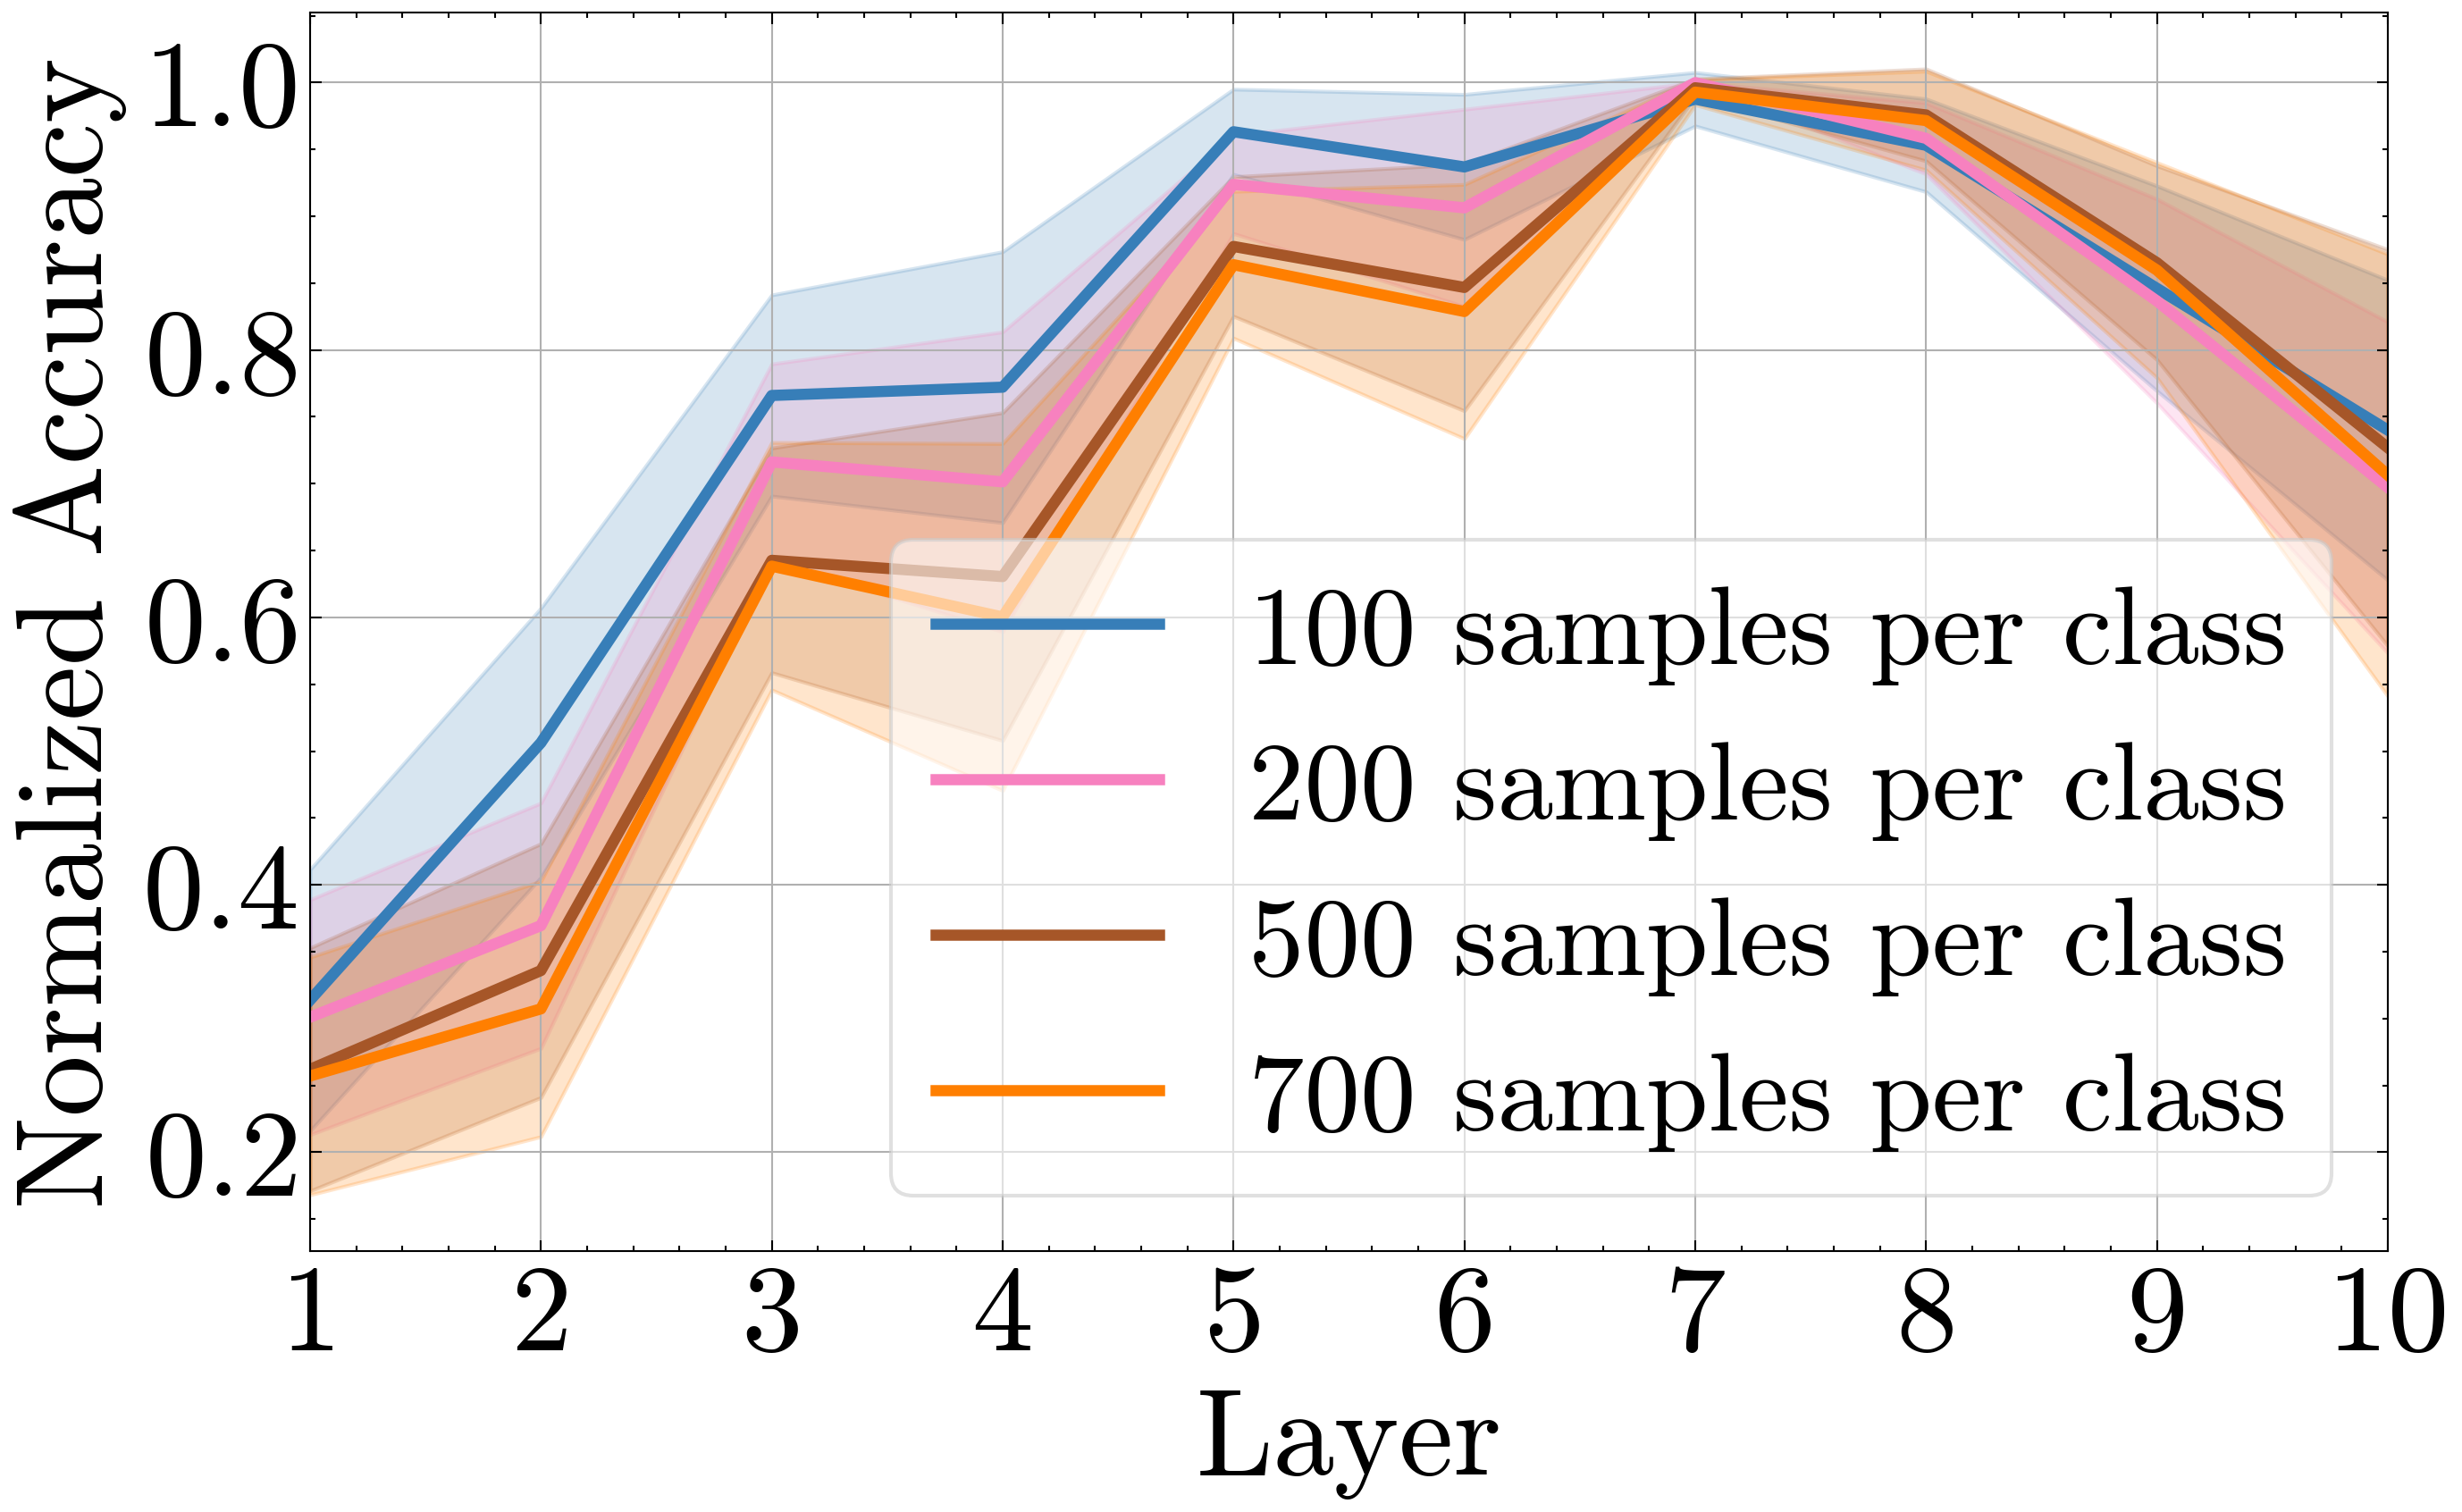 Normalized Accuracy
1.0
0.8
0.6
0.4
0.2
100 samples per class
200 samples per class
500 samples per class
700 samples per class
1 2 3 4 5 6 7 8 9 10
Layer